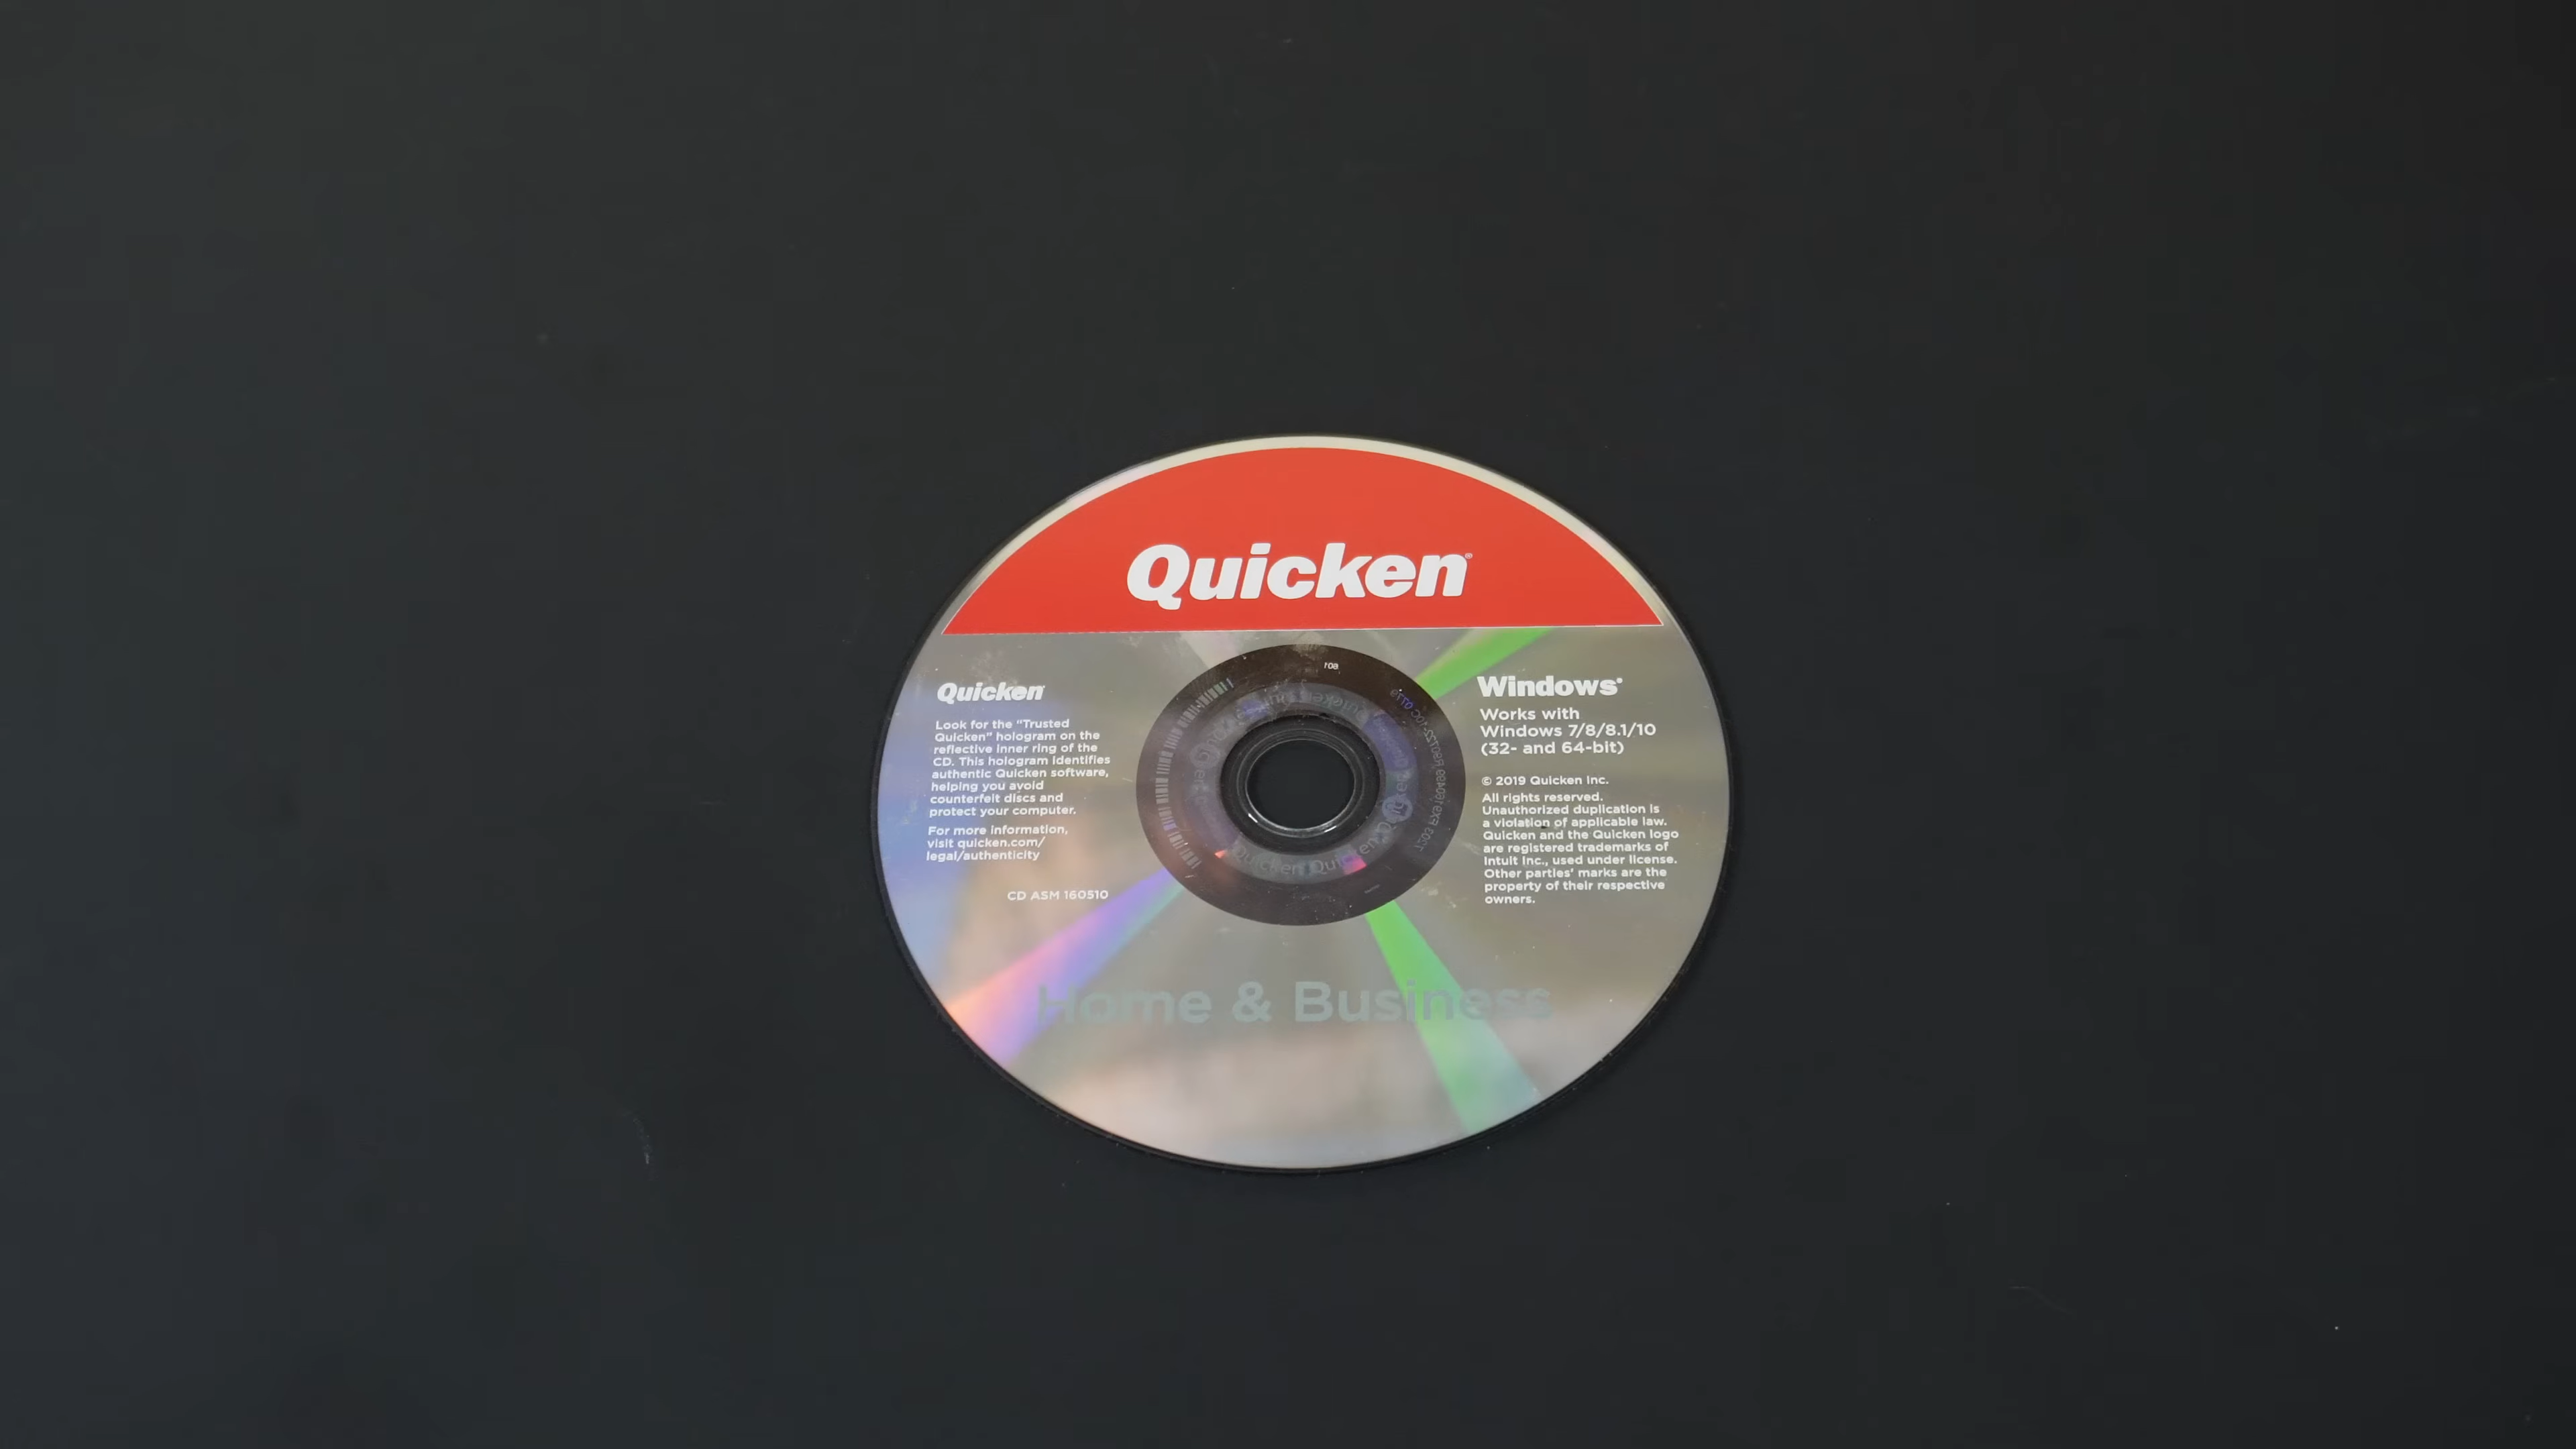 Quicken®
Quicken
Look for the "Trusted
Quicken" hologram on the
reflective inner ring of the
CD. This hologram identifies
authentic Quicken software,
helping you avoid
counterfeit discs and
protect your computer.
For more information,
visit quicken.com/
legal/authenticity
CD ASM 160510
Windows®
Works with
Windows 7/8/8.1/10
(32- and 64-bit)
© 2019 Quicken Inc.
All rights reserved.
Unauthorized duplication is
a violation of applicable law.
Quicken and the Quicken logo
are registered trademarks of
Intuit Inc., used under license.
Other parties' marks are the
property of their respective
owners.
Quicken Quicken
Home & Business